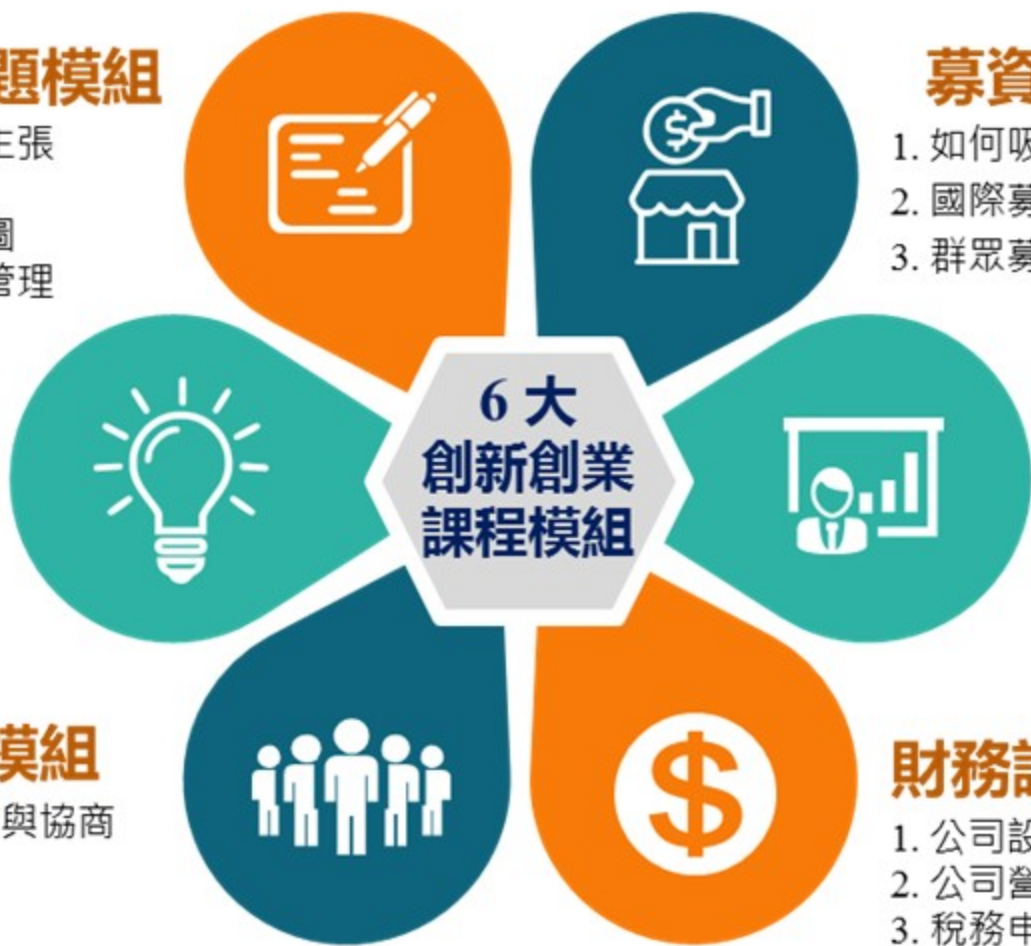 題模組
主張
圖
管理
募資
1. 如何吸
2. 國際募
3. 群眾募
6 大
創新創業
課程模組
模組
與協商
財務
1. 公司設
2. 公司營
3. 稅務申